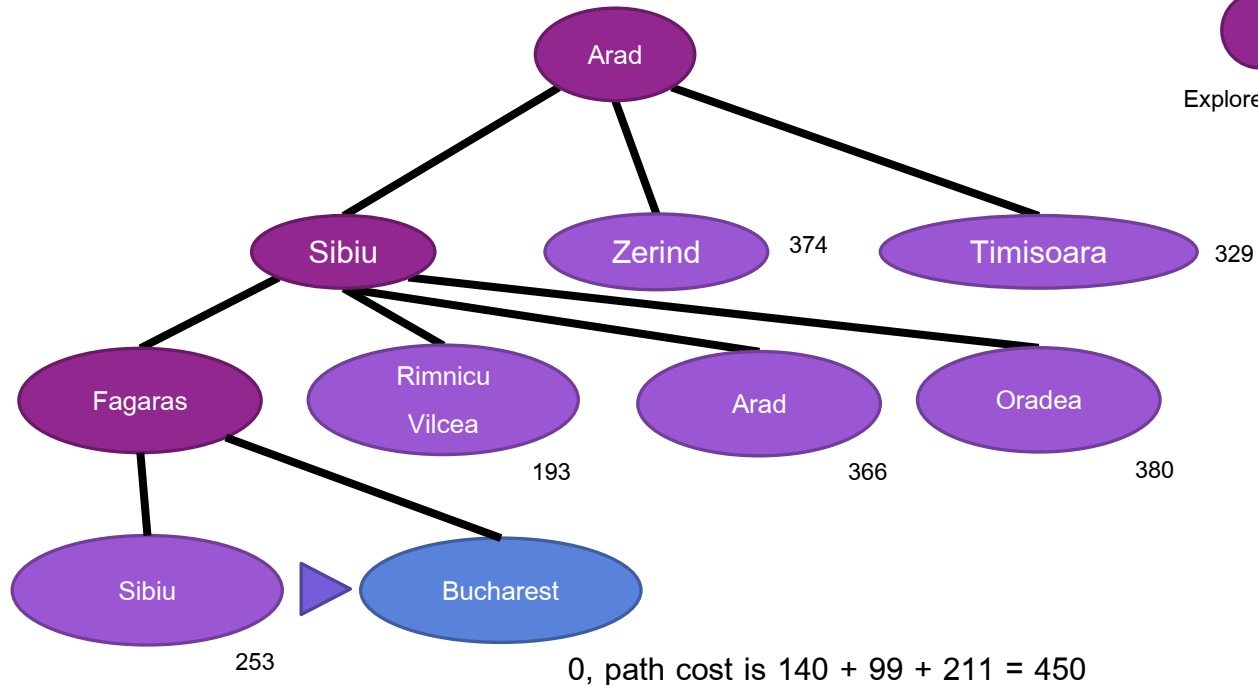 Arad
Explore
Sibiu
Zerind
374
Timisoara
329
Fagaras
Rimnicu
Vilcea
193
Arad
366
Oradea
380
Sibiu
253
Bucharest
0, path cost is 140 + 99 + 211 = 450